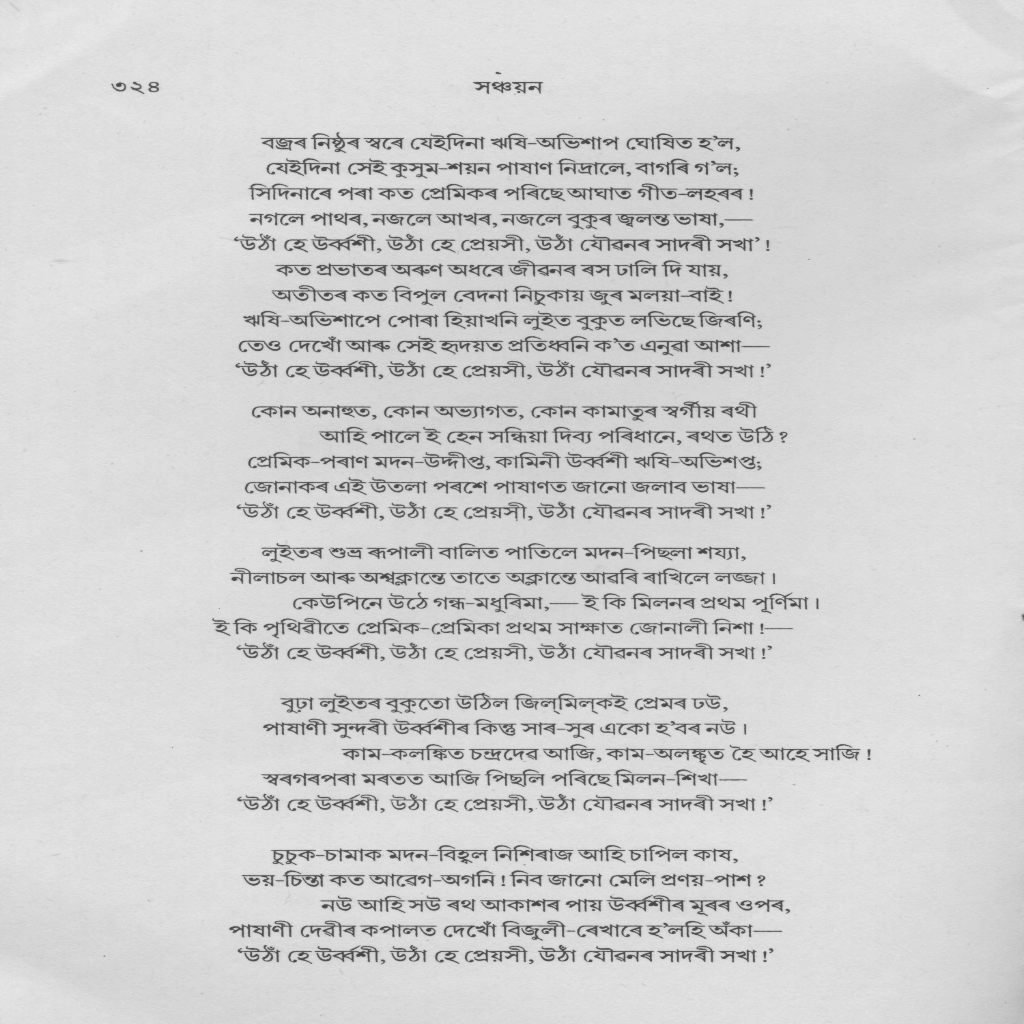 ৩২৪
সঞ্চয়ন
বজ্ৰৰ নিষ্ঠুৰ স্বৰে যেইদিনা ঋষি-অভিশাপ ঘোষিত হ’ল,
যেইদিনা সেই কুসুম-শয়ন পাষাণ নিদ্ৰালে, বাগৰি গ’ল;
সিদিনাৰে পৰা কত প্ৰেমিকৰ পৰিছে আঘাত গীত-লহৰৰ !
নগলে পাথৰ, নজলে আখৰ, নজলে বুকুৰ জ্বলন্ত ভাষা,—
‘উঠাঁ হে উৰ্ব্বশী, উঠাঁ হে প্ৰেয়সী, উঠাঁ যৌৱনৰ সাদৰী সখা’ !
কত প্ৰভাতৰ অৰুণ অধৰে জীৱনৰ ৰস ঢালি দি যায়,
অতীতৰ কত বিপুল বেদনা নিচুকায় জুৰ মলয়া-বাই !
ঋষি-অভিশাপে পোৰা হিয়াখনি লুইত বুকুত লভিছে জিৰণি;
তেও দেখোঁ আৰু সেই হৃদয়ত প্ৰতিধ্বনি ক’ত এনুৱা আশা—
‘উঠাঁ হে উৰ্ব্বশী, উঠাঁ হে প্ৰেয়সী, উঠাঁ যৌৱনৰ সাদৰী সখা !’
কোন অনাহুত, কোন অভ্যাগত, কোন কামাতুৰ স্বৰ্গীয় ৰথী
আহি পালে ই হেন সন্ধিয়া দিব্য পৰিধানে, ৰথত উঠি ?
প্ৰেমিক-পৰাণ মদন-উদ্দীপ্ত, কামিনী উৰ্ব্বশী ঋষি-অভিশপ্ত;
জোনাকৰ এই উতলা পৰশে পাষাণত জানো জলাব ভাষা—
‘উঠাঁ হে উৰ্ব্বশী, উঠাঁ হে প্ৰেয়সী, উঠাঁ যৌৱনৰ সাদৰী সখা !’
লুইতৰ শুভ্ৰ ৰূপালী বালিত পাতিলে মদন-পিছলা শয্যা,
নীলাচল আৰু অশ্বক্লান্তে তাতে অক্লান্তে আৱৰি ৰাখিলে লজ্জা ।
কেউপিনে উঠে গন্ধ-মধুৰিমা,— ই কি মিলনৰ প্ৰথম পূৰ্ণিমা ।
ই কি পৃথিৱীতে প্ৰেমিক-প্ৰেমিকা প্ৰথম সাক্ষাত জোনালী নিশা !—
‘উঠাঁ হে উৰ্ব্বশী, উঠাঁ হে প্ৰেয়সী, উঠাঁ যৌৱনৰ সাদৰী সখা !’
বুঢ়া লুইতৰ বুকুতো উঠিল জিল্‌মিল্‌কই প্ৰেমৰ ঢউ,
পাষাণী সুন্দৰী উৰ্ব্বশীৰ কিন্তু সাৰ-সুৰ একো হ’বৰ নউ ।
কাম-কলঙ্কিত চন্দ্ৰদেৱ আজি, কাম-অলঙ্কৃত হৈ আহে সাজি !
স্বৰগৰপৰা মৰতত আজি পিছলি পৰিছে মিলন-শিখা—
‘উঠাঁ হে উৰ্ব্বশী, উঠাঁ হে প্ৰেয়সী, উঠাঁ যৌৱনৰ সাদৰী সখা !’
চুচুক-চামাক মদন-বিহ্বল নিশিৰাজ আহি চাপিল কাষ,
ভয়-চিন্তা কত আৱেগ-অগনি ! নিব জানো মেলি প্ৰণয়-পাশ ?
নউ আহি সউ ৰথ আকাশৰ পায় উৰ্ব্বশীৰ মূৰৰ ওপৰ,
পাষাণী দেৱীৰ কপালত দেখোঁ বিজুলী-ৰেখাৰে হ’লহি অঁকা—
‘উঠাঁ হে উৰ্ব্বশী, উঠাঁ হে প্ৰেয়সী, উঠাঁ যৌৱনৰ সাদৰী সখা !’